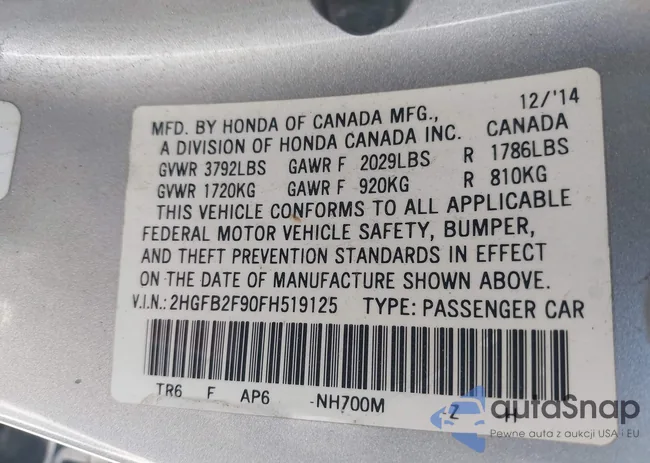 12/'14
MFD. BY HONDA OF CANADA MFG.,
A DIVISION OF HONDA CANADA INC. CANADA
GVWR 3792LBS GAWR F 2029LBS R 1786LBS
GVWR 1720KG GAWR F 920KG R 810KG
THIS VEHICLE CONFORMS TO ALL APPLICABLE
FEDERAL MOTOR VEHICLE SAFETY, BUMPER,
AND THEFT PREVENTION STANDARDS IN EFFECT
ON THE DATE OF MANUFACTURE SHOWN ABOVE.
V.I.N.: 2HGFB2F90FH519125 TYPE: PASSENGER CAR
TR6 F AP6 -NH700M Z H
autoSnap
Pewne auta z aukcji USA i EU